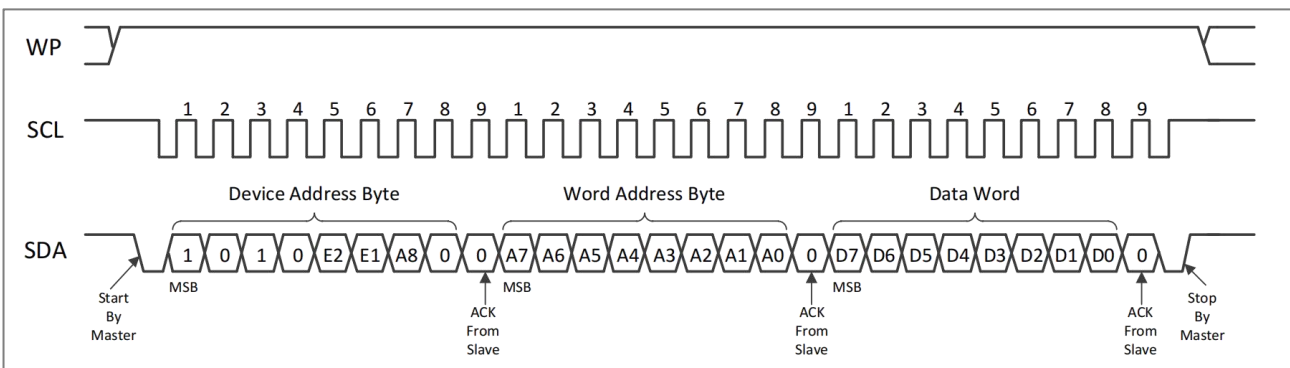 WP
SCL
1 2 3 4 5 6 7 8 9 1 2 3 4 5 6 7 8 9 1 2 3 4 5 6 7 8 9
Device Address Byte Word Address Byte Data Word
SDA
1 0 1 0 E2 E1 A8 0 0 A7 A6 A5 A4 A3 A2 A1 A0 0 D7 D6 D5 D4 D3 D2 D1 D0 0
MSB MSB MSB
Start
By
Master
ACK
From
Slave
ACK
From
Slave
ACK
From
Slave
Stop
By
Master